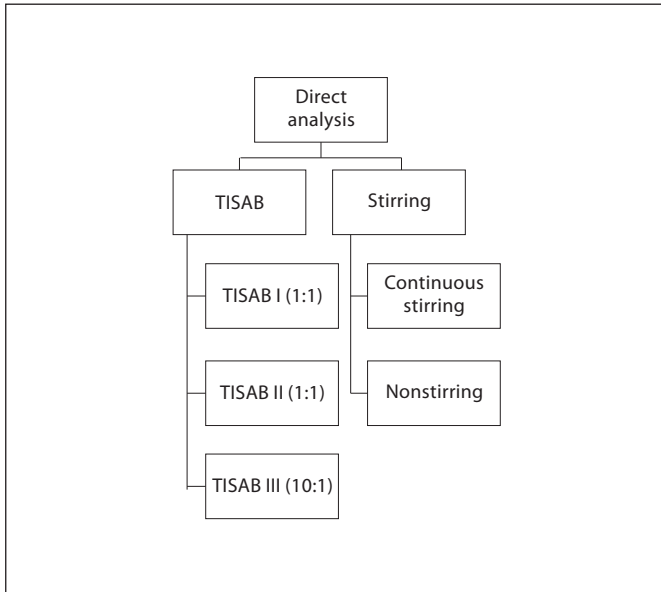 Direct
analysis
TISAB
Stirring
TISAB I (1:1)
Continuous
stirring
TISAB II (1:1)
Nonstirring
TISAB III (10:1)